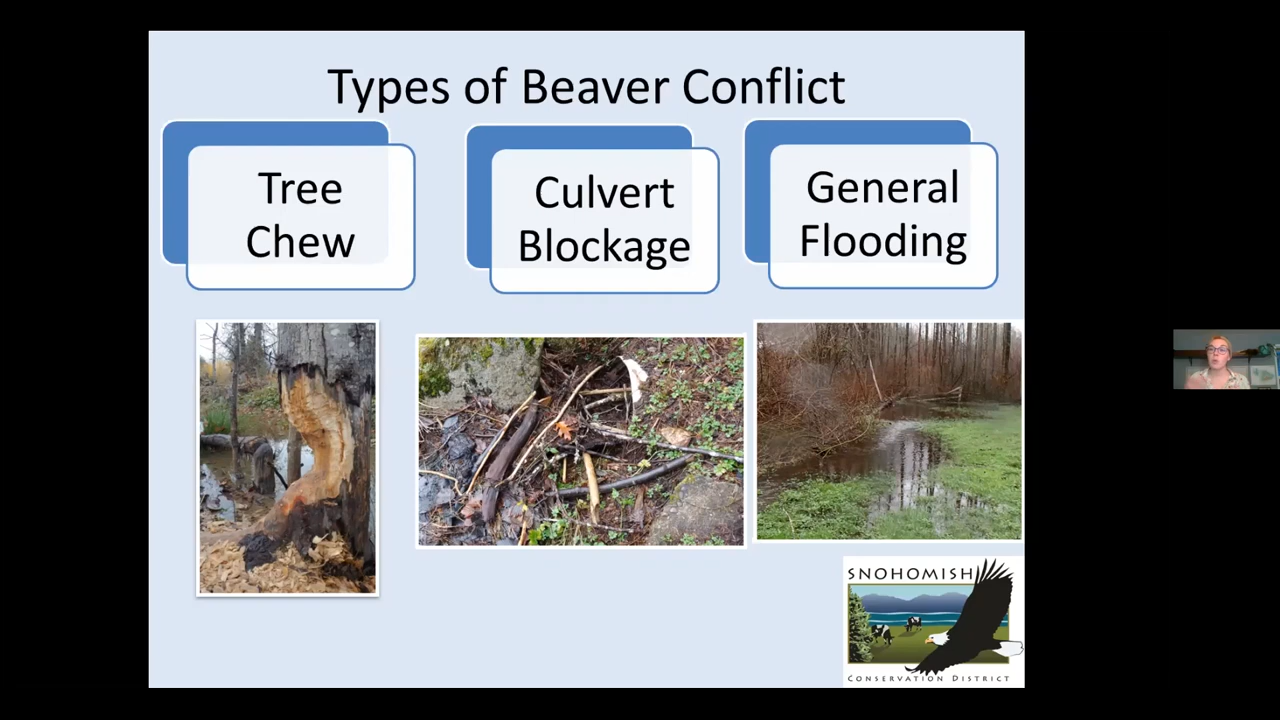 Types of Beaver Conflict
Tree
Chew
Culvert
Blockage
General
Flooding
SNOHOMISH
CONSERVATION DISTRICT